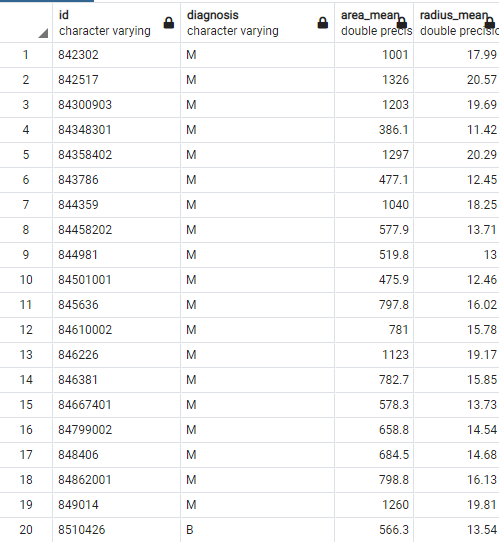 id diagnosis area_mean radius_mean
character varying character varying double precis double precisio
1 842302 M 1001 17.99
2 842517 M 1326 20.57
3 84300903 M 1203 19.69
4 84348301 M 386.1 11.42
5 84358402 M 1297 20.29
6 843786 M 477.1 12.45
7 844359 M 1040 18.25
8 84458202 M 577.9 13.71
9 844981 M 519.8 13
10 84501001 M 475.9 12.46
11 845636 M 797.8 16.02
12 84610002 M 781 15.78
13 846226 M 1123 19.17
14 846381 M 782.7 15.85
15 84667401 M 578.3 13.73
16 84799002 M 658.8 14.54
17 848406 M 684.5 14.68
18 84862001 M 798.8 16.13
19 849014 M 1260 19.81
20 8510426 B 566.3 13.54